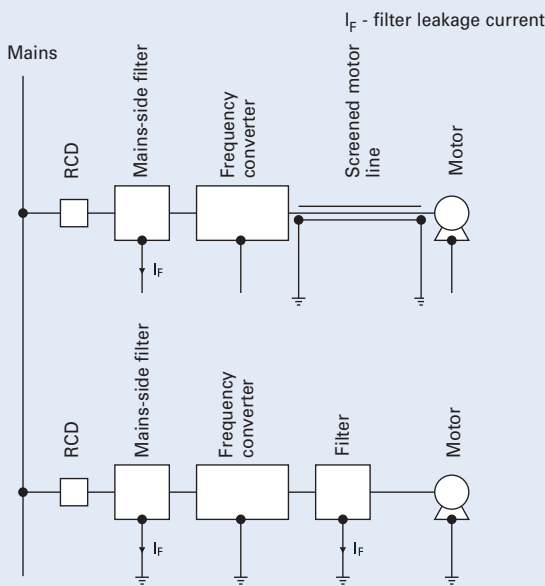 I_F - filter leakage current
Mains
RCD
Mains-side filter
Frequency
converter
Screened motor
line
Motor
I_F
RCD
Mains-side filter
Frequency
converter
Filter
Motor
I_F
I_F